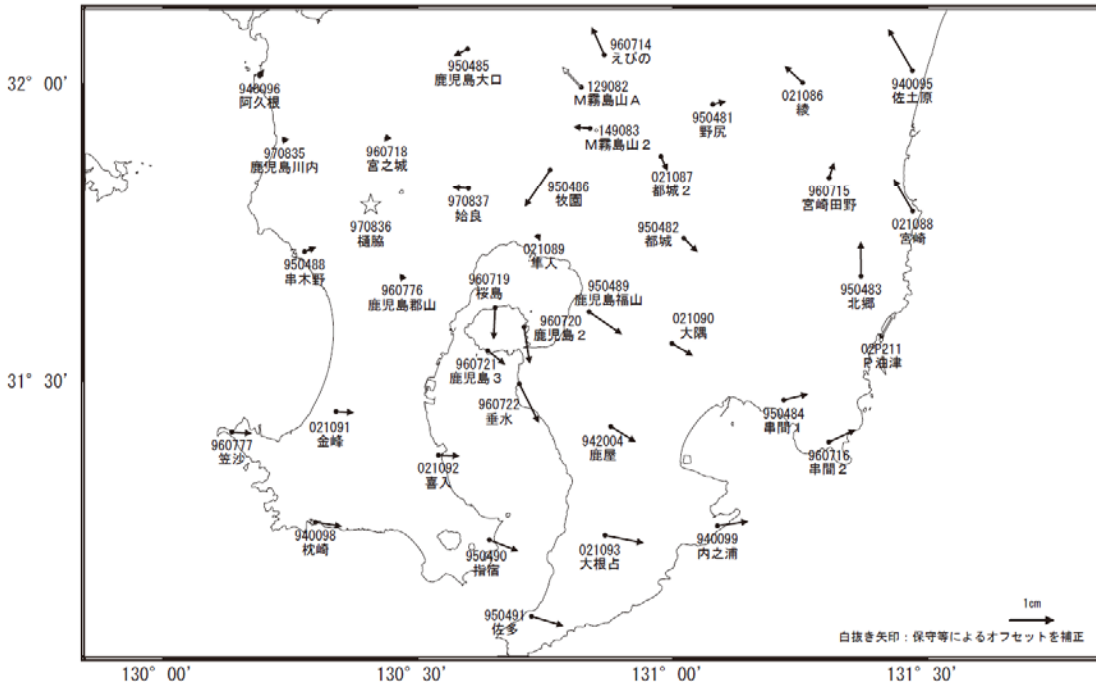 960714
えびの
950485
鹿児島大口
32° 00'
940096
阿久根
129082
M霧島山A
021086
綾
940095
佐土原
950481
野尻
149083
M霧島山2
970835
鹿児島川内
960718
宮之城
021087
都城2
960715
宮崎田野
950486
牧園
970837
姶良
970836
樋脇
950482
都城
021088
宮崎
021089
隼人
950488
串木野
960719
桜島
960776
鹿児島郡山
950489
鹿児島福山
950483
北郷
960720
鹿児島2
021090
大隅
02P211
P油津
960721
鹿児島3
31° 30'
960722
垂水
950484
串間1
021091
金峰
960777
笠沙
942004
鹿屋
960716
串間2
021092
喜入
940098
枕崎
950490
指宿
021093
大根占
940099
内之浦
950491
佐多
1cm
白抜き矢印：保守等によるオフセットを補正
130° 00'
130° 30'
131° 00'
131° 30'